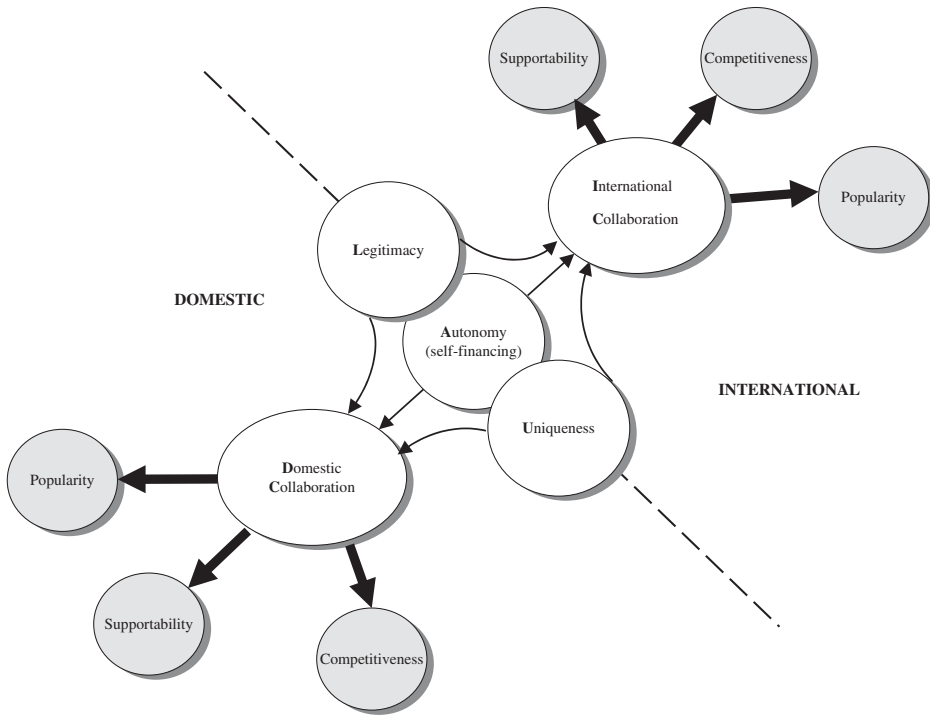 Supportability
Competitiveness
International
Collaboration
Popularity
Legitimacy
DOMESTIC
Autonomy
(self-financing)
INTERNATIONAL
Uniqueness
Domestic
Collaboration
Popularity
Supportability
Competitiveness